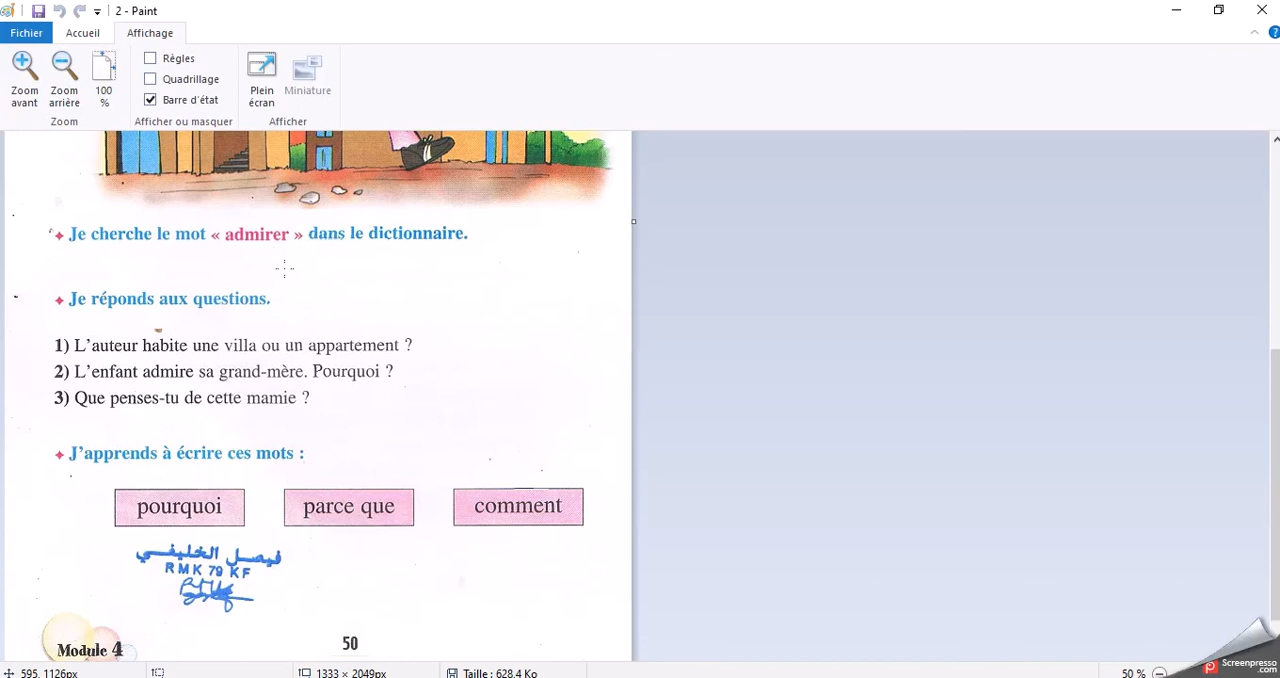 2 - Paint
Fichier
Accueil
Affichage
Zoom avant
Zoom arrière
100 %
Règles
Quadrillage
Barre d'état
Plein écran
Miniature
Zoom
Afficher ou masquer
Afficher
Je cherche le mot « admirer » dans le dictionnaire.
Je réponds aux questions.
1) L'auteur habite une villa ou un appartement ?
2) L'enfant admire sa grand-mère. Pourquoi ?
3) Que penses-tu de cette mamie ?
J'apprends à écrire ces mots :
pourquoi
parce que
comment
فيصل الخليفي
RMK 79 KF
Module 4
50
595, 1126px
1333 × 2049px
Taille : 628,4 Ko
50 %
Screenpresso
.com